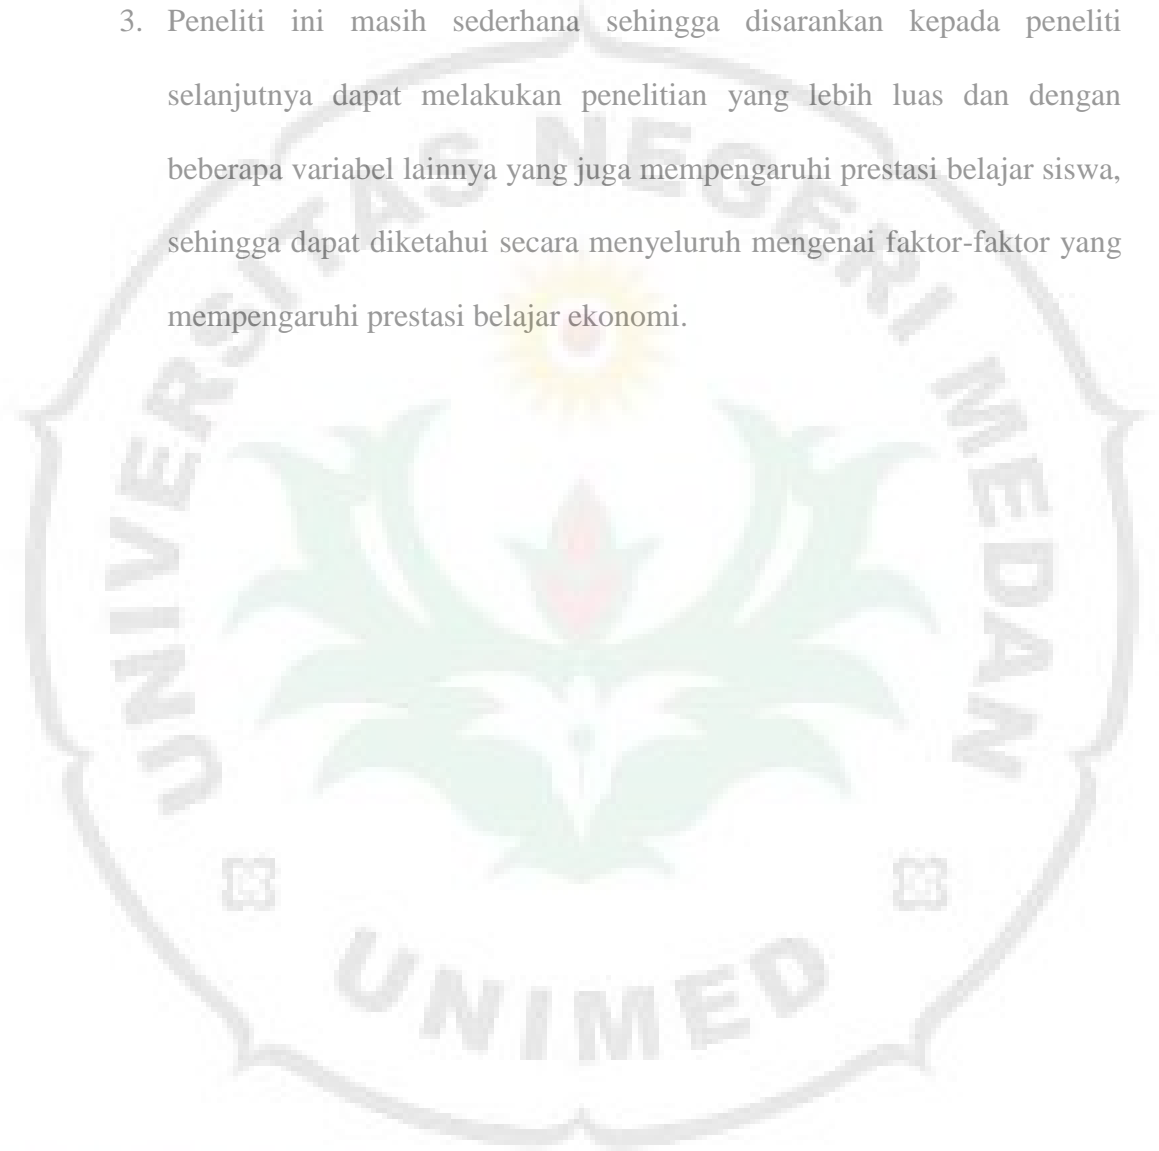 3. Peneliti ini masih sederhana sehingga disarankan kepada peneliti
selanjutnya dapat melakukan penelitian yang lebih luas dan dengan
beberapa variabel lainnya yang juga mempengaruhi prestasi belajar siswa,
sehingga dapat diketahui secara menyeluruh mengenai faktor-faktor yang
mempengaruhi prestasi belajar ekonomi.
UNIVERSITAS NEGERI MEDAN
UNIMED